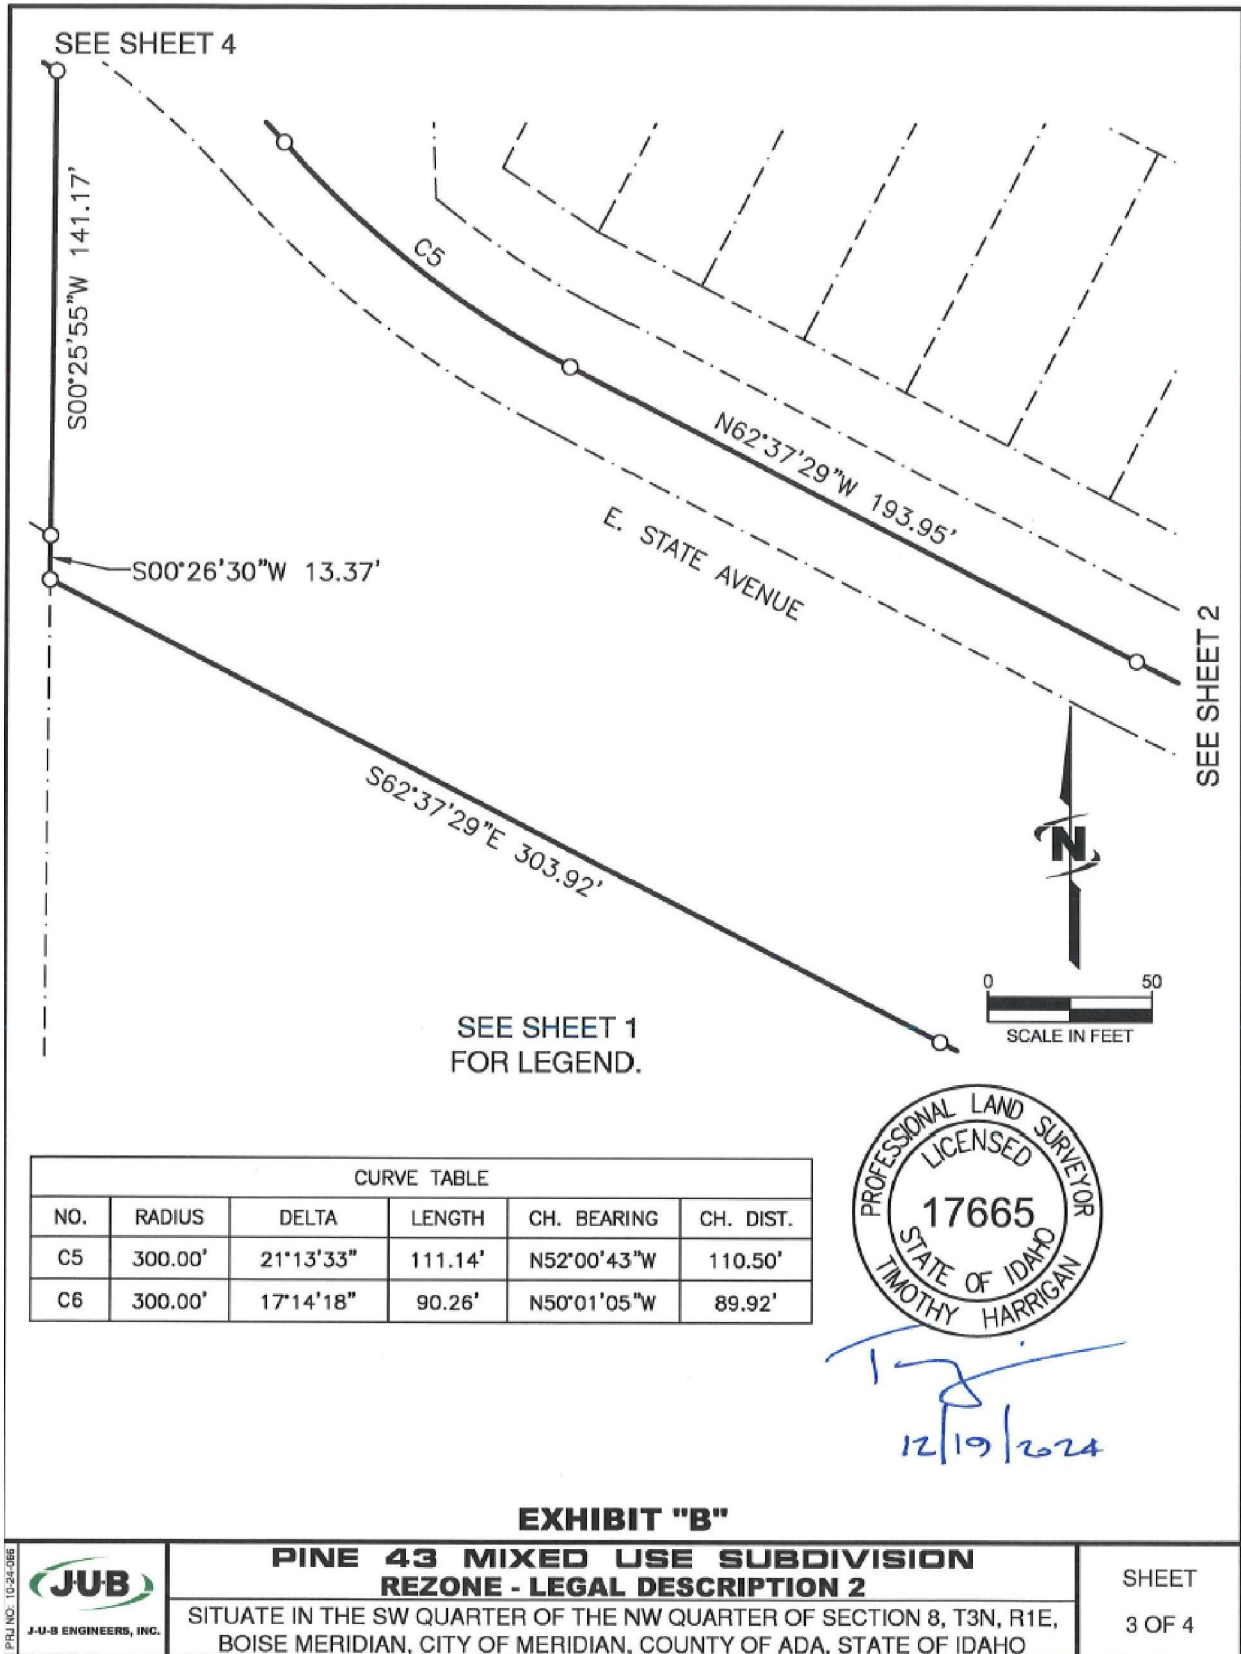 SEE SHEET 4
S00°25'55"W 141.17'
C5
N62°37'29"W 193.95'
E. STATE AVENUE
S00°26'30"W 13.37'
SEE SHEET 2
S62°37'29"E 303.92'
N
0 50
SCALE IN FEET
SEE SHEET 1
FOR LEGEND.
CURVE TABLE
NO. RADIUS DELTA LENGTH CH. BEARING CH. DIST.
C5 300.00' 21°13'33" 111.14' N52°00'43"W 110.50'
C6 300.00' 17°14'18" 90.26' N50°01'05"W 89.92'
PROFESSIONAL LAND SURVEYOR
LICENSED
17665
STATE OF IDAHO
TIMOTHY HARRIGAN
12/19/2024
EXHIBIT "B"
PRJ NO: 10-24-066
JUB
J-U-B ENGINEERS, INC.
PINE 43 MIXED USE SUBDIVISION
REZONE - LEGAL DESCRIPTION 2
SITUATE IN THE SW QUARTER OF THE NW QUARTER OF SECTION 8, T3N, R1E,
BOISE MERIDIAN, CITY OF MERIDIAN, COUNTY OF ADA, STATE OF IDAHO
SHEET
3 OF 4